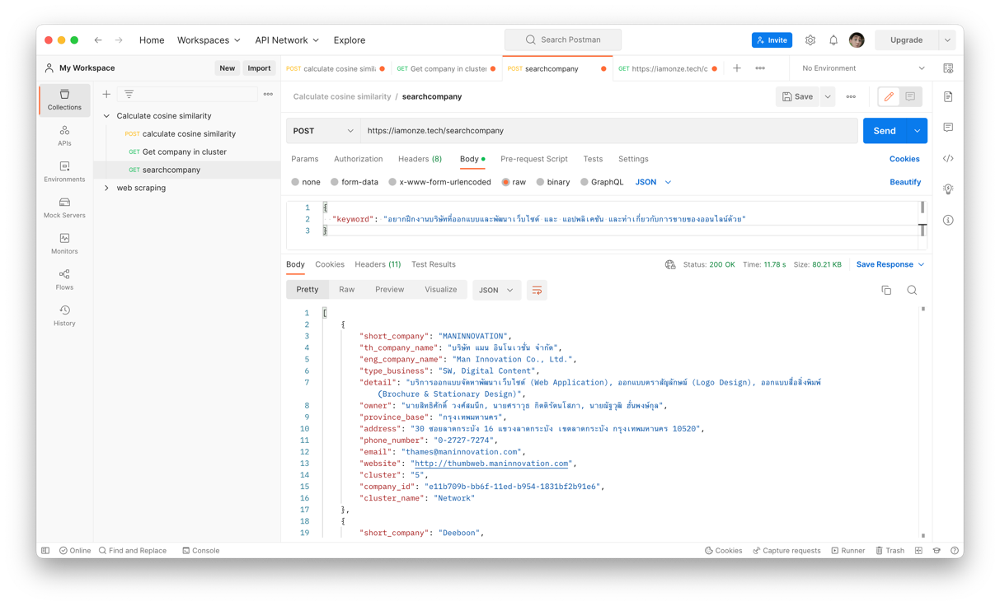 Home Workspaces API Network Explore Search Postman Invite Upgrade
My Workspace New Import POST calculate cosine simila GET Get company in cluster POST searchcompany GET https://iamonze.tech/c No Environment
Collections
APIs
Environments
Mock Servers
Monitors
Flows
History
Calculate cosine similarity
POST calculate cosine similarity
GET Get company in cluster
GET searchcompany
web scraping
Calculate cosine similarity / searchcompany Save
POST https://iamonze.tech/searchcompany Send
Params Authorization Headers (8) Body Pre-request Script Tests Settings Cookies
none form-data x-www-form-urlencoded raw binary GraphQL JSON Beautify
1 {
2 "keyword": "อยากฝึกงานบริษัทที่ออกแบบและพัฒนาเว็บไซต์ และ แอปพลิเคชัน และทำเกี่ยวกับการขายของออนไลน์ด้วย"
3 }
Body Cookies Headers (11) Test Results Status: 200 OK Time: 11.78 s Size: 80.21 KB Save Response
Pretty Raw Preview Visualize JSON
1 [
2 {
3 "short_company": "MANINNOVATION",
4 "th_company_name": "บริษัท แมน อินโนเวชั่น จำกัด",
5 "eng_company_name": "Man Innovation Co., Ltd.",
6 "type_business": "SW, Digital Content",
7 "detail": "บริการออกแบบจัดหาพัฒนาเว็บไซต์ (Web Application), ออกแบบตราสัญลักษณ์ (Logo Design), ออกแบบสื่อสิ่งพิมพ์
(Brochure & Stationary Design)",
8 "owner": "นายสิทธิศักดิ์ วงศ์สมนึก, นายศราวุธ กิตติรัตนโสภา, นายณัฐวุฒิ ฮั่นพงษ์กุล",
9 "province_base": "กรุงเทพมหานคร",
10 "address": "30 ซอยลาดกระบัง 16 แขวงลาดกระบัง เขตลาดกระบัง กรุงเทพมหานคร 10520",
11 "phone_number": "0-2727-7274",
12 "email": "thames@maninnovation.com",
13 "website": "http://thumbweb.maninnovation.com",
14 "cluster": "5",
15 "company_id": "e11b709b-bb6f-11ed-b954-1831bf2b91e6",
16 "cluster_name": "Network"
17 },
18 {
19 "short_company": "Deeboon",
Online Find and Replace Console Cookies Capture requests Runner Trash